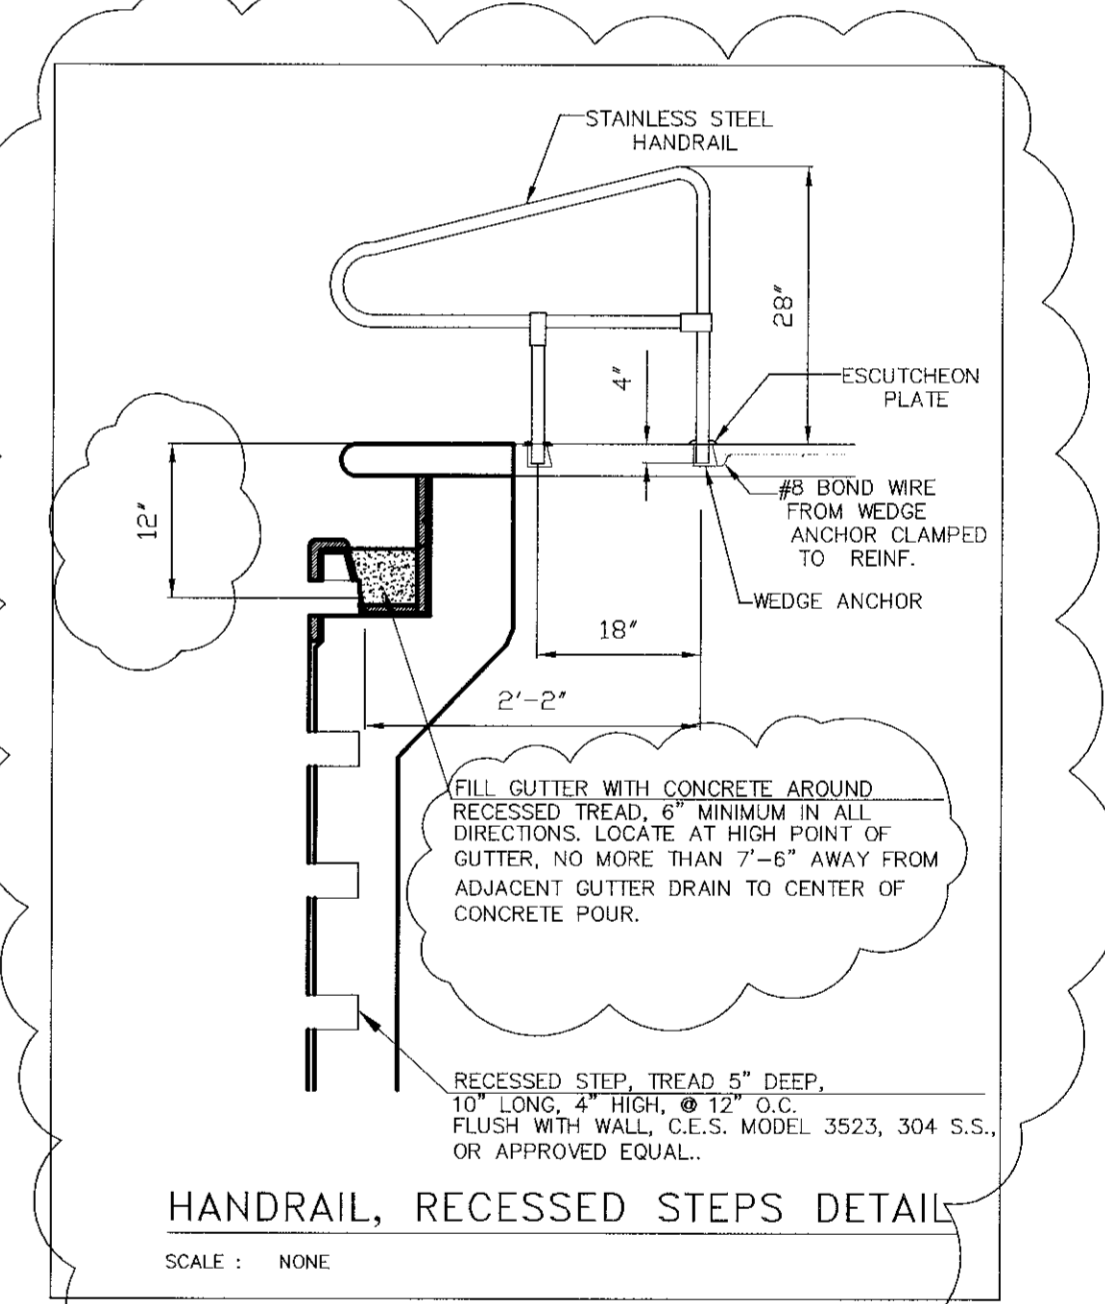 STAINLESS STEEL
HANDRAIL
28"
4"
ESCUTCHEON
PLATE
12"
#8 BOND WIRE
FROM WEDGE
ANCHOR CLAMPED
TO REINF.
WEDGE ANCHOR
18"
2'-2"
FILL GUTTER WITH CONCRETE AROUND
RECESSED TREAD, 6" MINIMUM IN ALL
DIRECTIONS. LOCATE AT HIGH POINT OF
GUTTER, NO MORE THAN 7'-6" AWAY FROM
ADJACENT GUTTER DRAIN TO CENTER OF
CONCRETE POUR.
RECESSED STEP, TREAD 5" DEEP,
10" LONG, 4" HIGH, @ 12" O.C.
FLUSH WITH WALL, C.E.S. MODEL 3523, 304 S.S.,
OR APPROVED EQUAL..
HANDRAIL, RECESSED STEPS DETAIL
SCALE : NONE